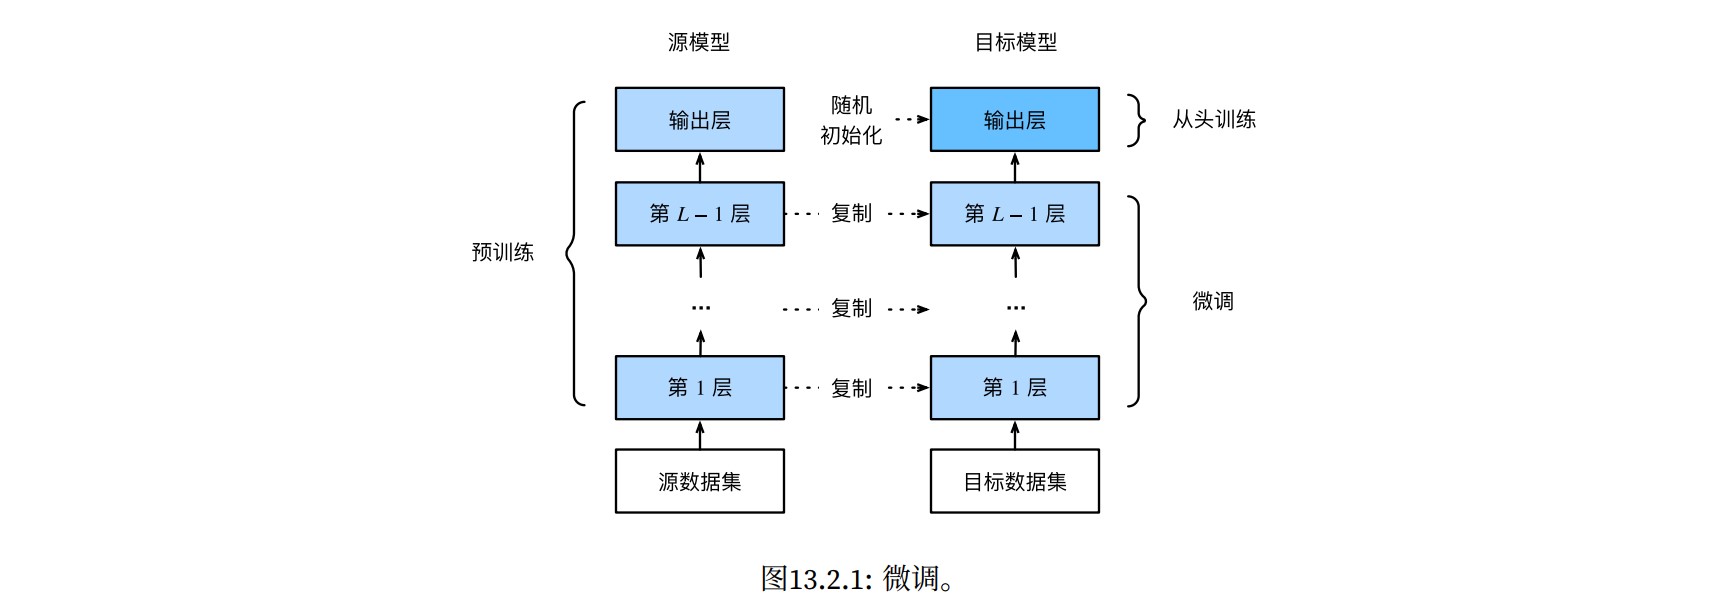 源模型
目标模型
输出层
随机
初始化
输出层
从头训练
第 L – 1 层
复制
第 L – 1 层
预训练
...
复制
...
微调
第 1 层
复制
第 1 层
源数据集
目标数据集
图13.2.1: 微调。